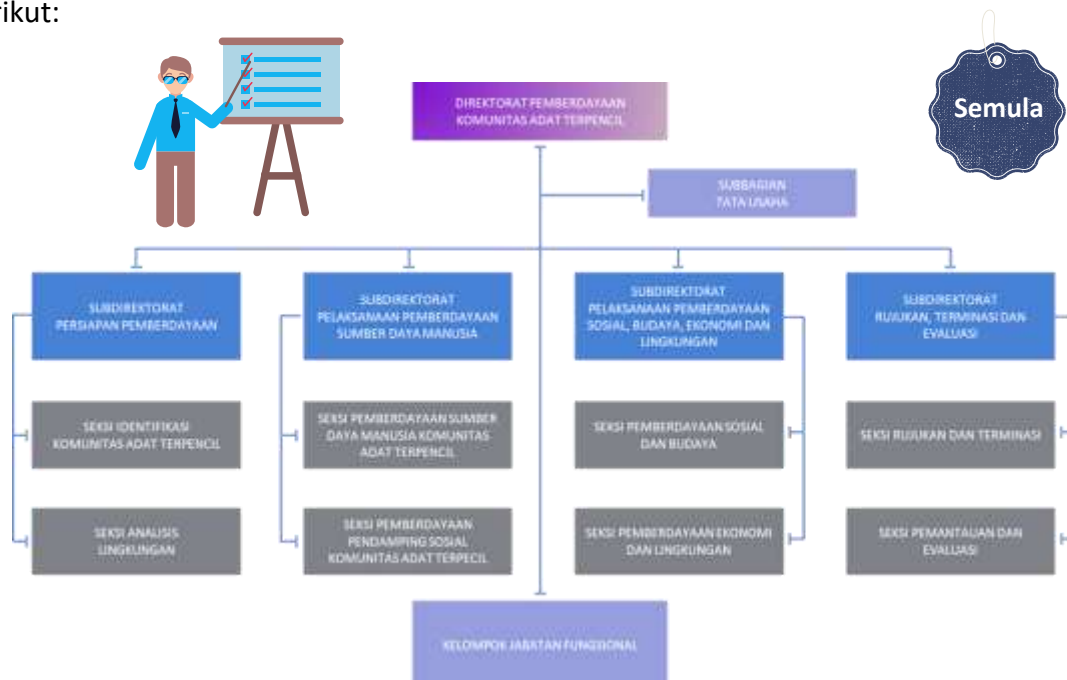 rikut:
Semula
DIREKTORAT PEMBERDAYAAN
KOMUNITAS ADAT TERPENCIL
SUBBAGIAN
TATA USAHA
SUBDIREKTORAT
PERSIAPAN PEMBERDAYAAN
SUBDIREKTORAT
PELAKSANAAN PEMBERDAYAAN
SUMBER DAYA MANUSIA
SUBDIREKTORAT
PELAKSANAAN PEMBERDAYAAN
SOSIAL, BUDAYA, EKONOMI DAN
LINGKUNGAN
SUBDIREKTORAT
RUJUKAN, TERMINASI DAN
EVALUASI
SEKSI IDENTIFIKASI
KOMUNITAS ADAT TERPENCIL
SEKSI PEMBERDAYAAN SUMBER
DAYA MANUSIA KOMUNITAS
ADAT TERPENCIL
SEKSI PEMBERDAYAAN SOSIAL
DAN BUDAYA
SEKSI RUJUKAN DAN TERMINASI
SEKSI ANALISIS
LINGKUNGAN
SEKSI PEMBERDAYAAN
PENDAMPING SOSIAL
KOMUNITAS ADAT TERPECIL
SEKSI PEMBERDAYAAN EKONOMI
DAN LINGKUNGAN
SEKSI PEMANTAUAN DAN
EVALUASI
KELOMPOK JABATAN FUNGSIONAL